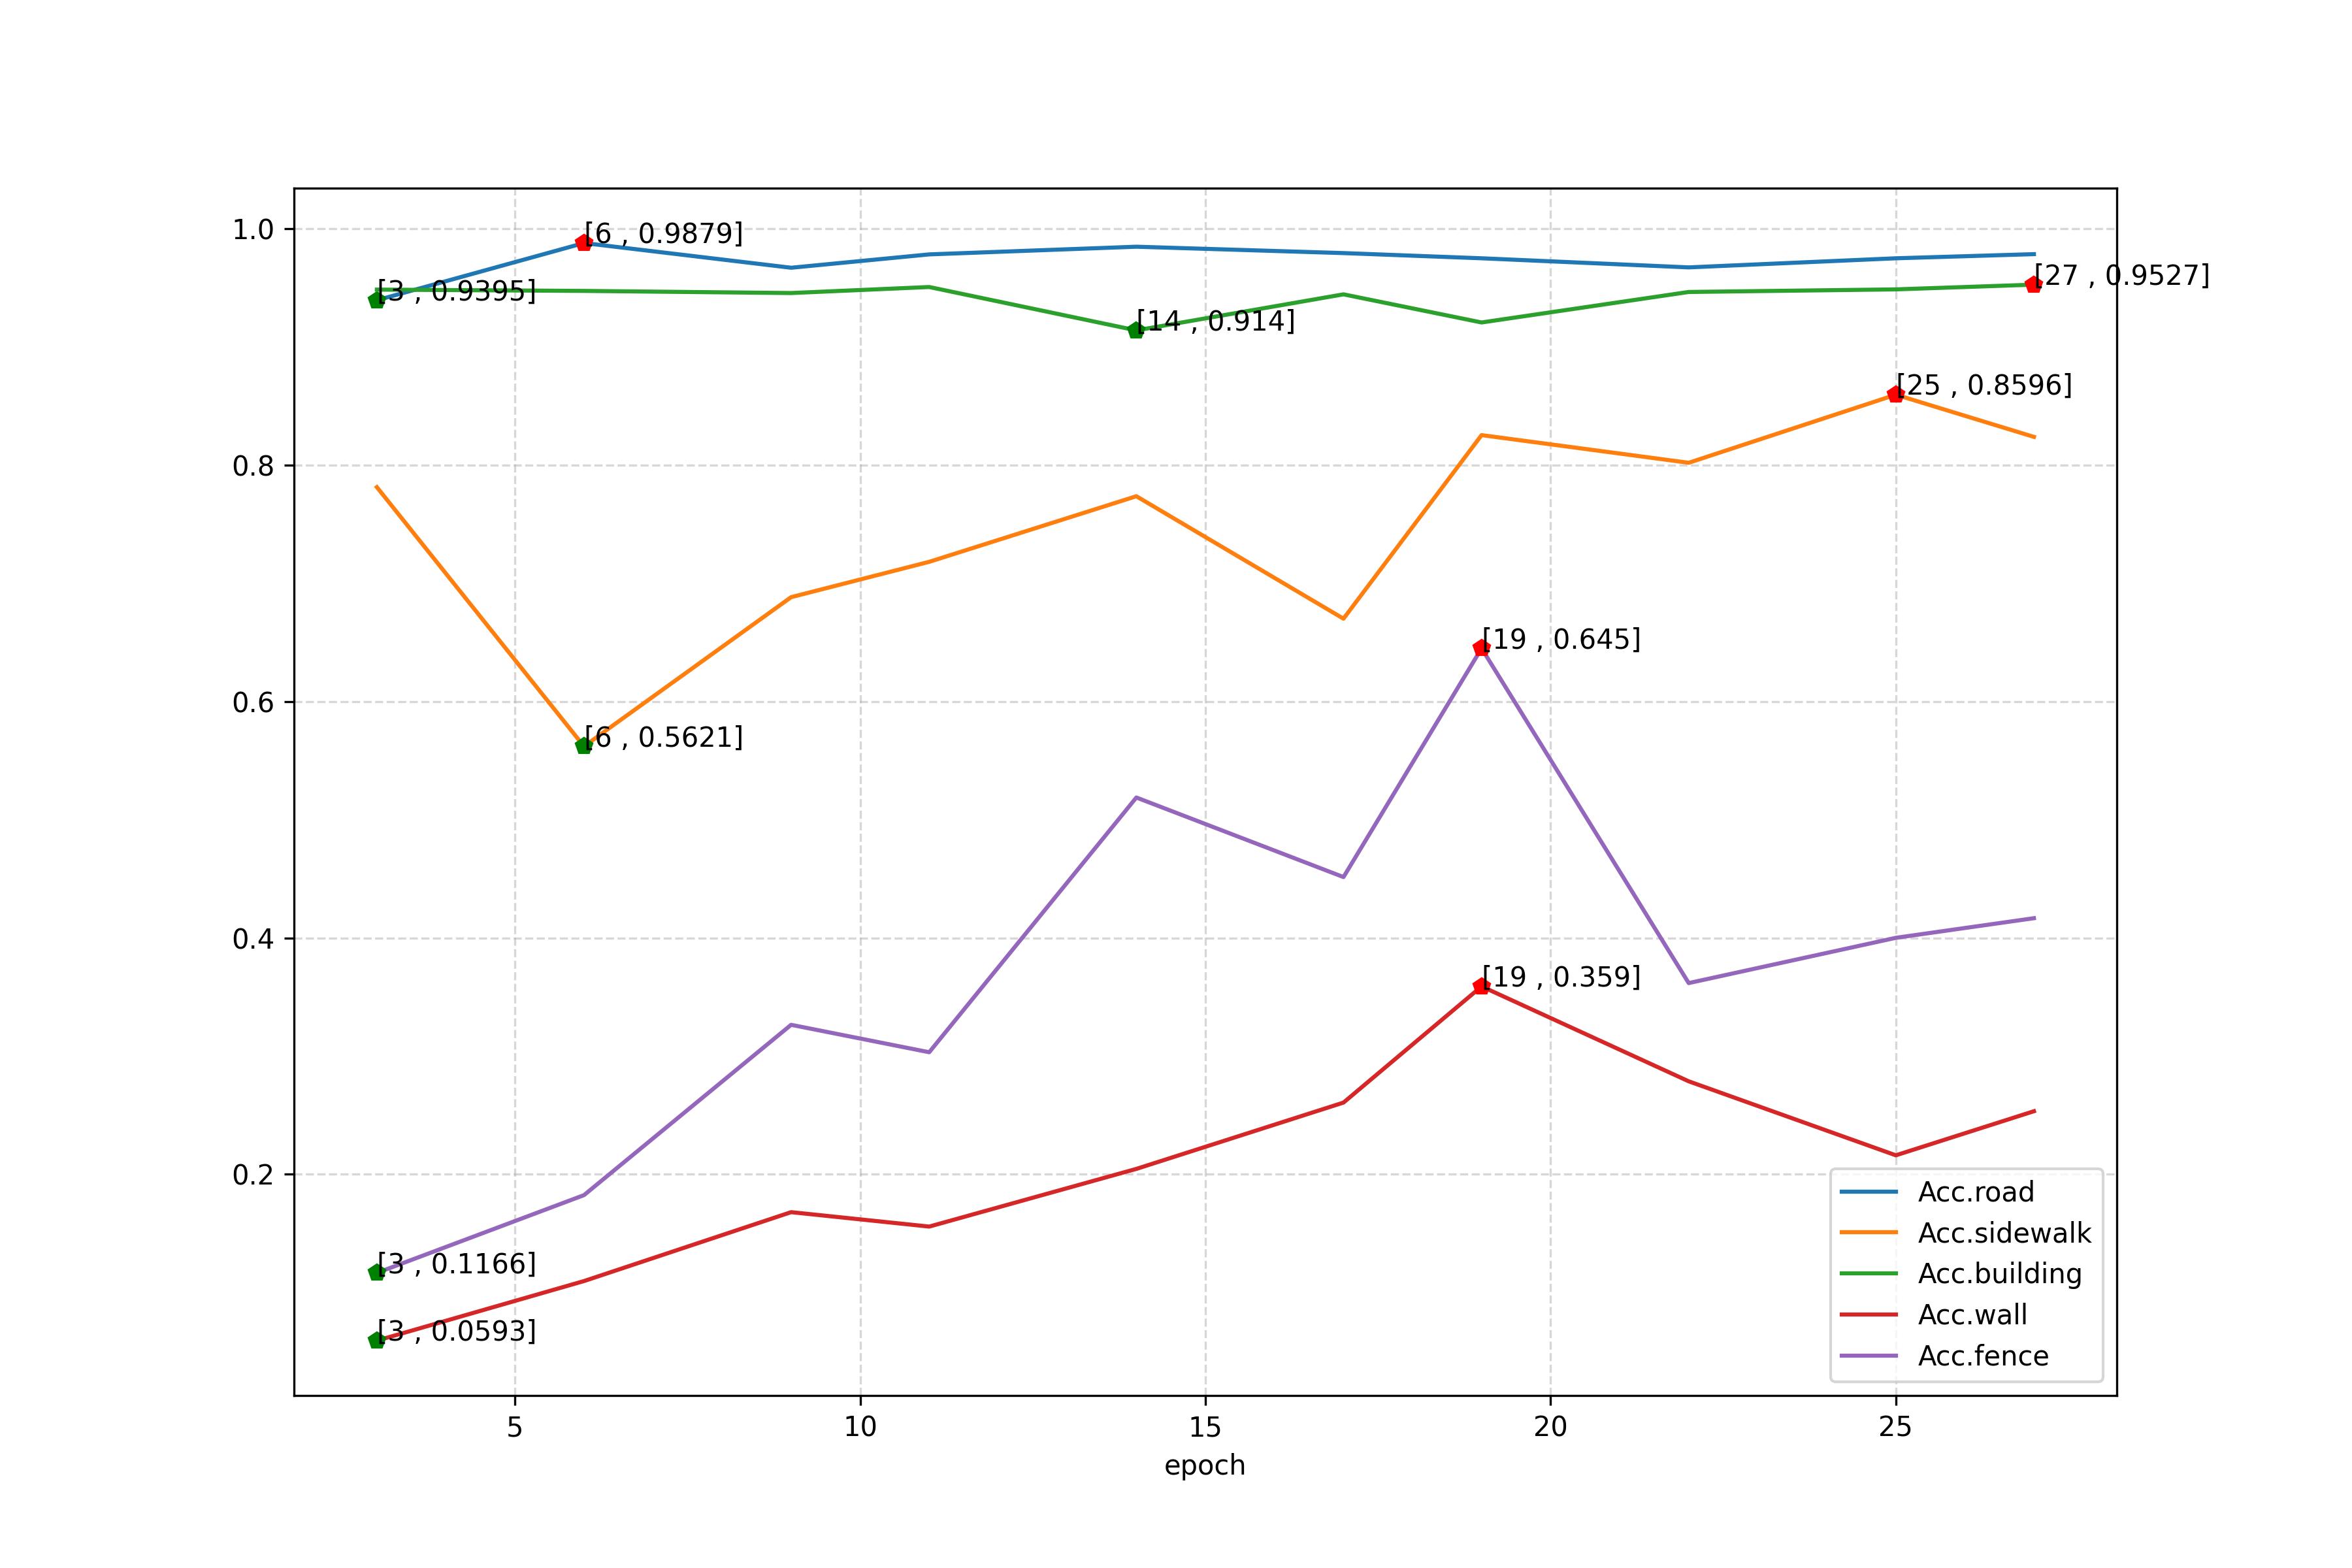 1.0
0.8
0.6
0.4
0.2
[6 , 0.9879]
[3 , 0.9395]
[27 , 0.9527]
[14 , 0.914]
[25 , 0.8596]
[19 , 0.645]
[6 , 0.5621]
[19 , 0.359]
[3 , 0.1166]
[3 , 0.0593]
Acc.road
Acc.sidewalk
Acc.building
Acc.wall
Acc.fence
5 10 15 20 25
epoch